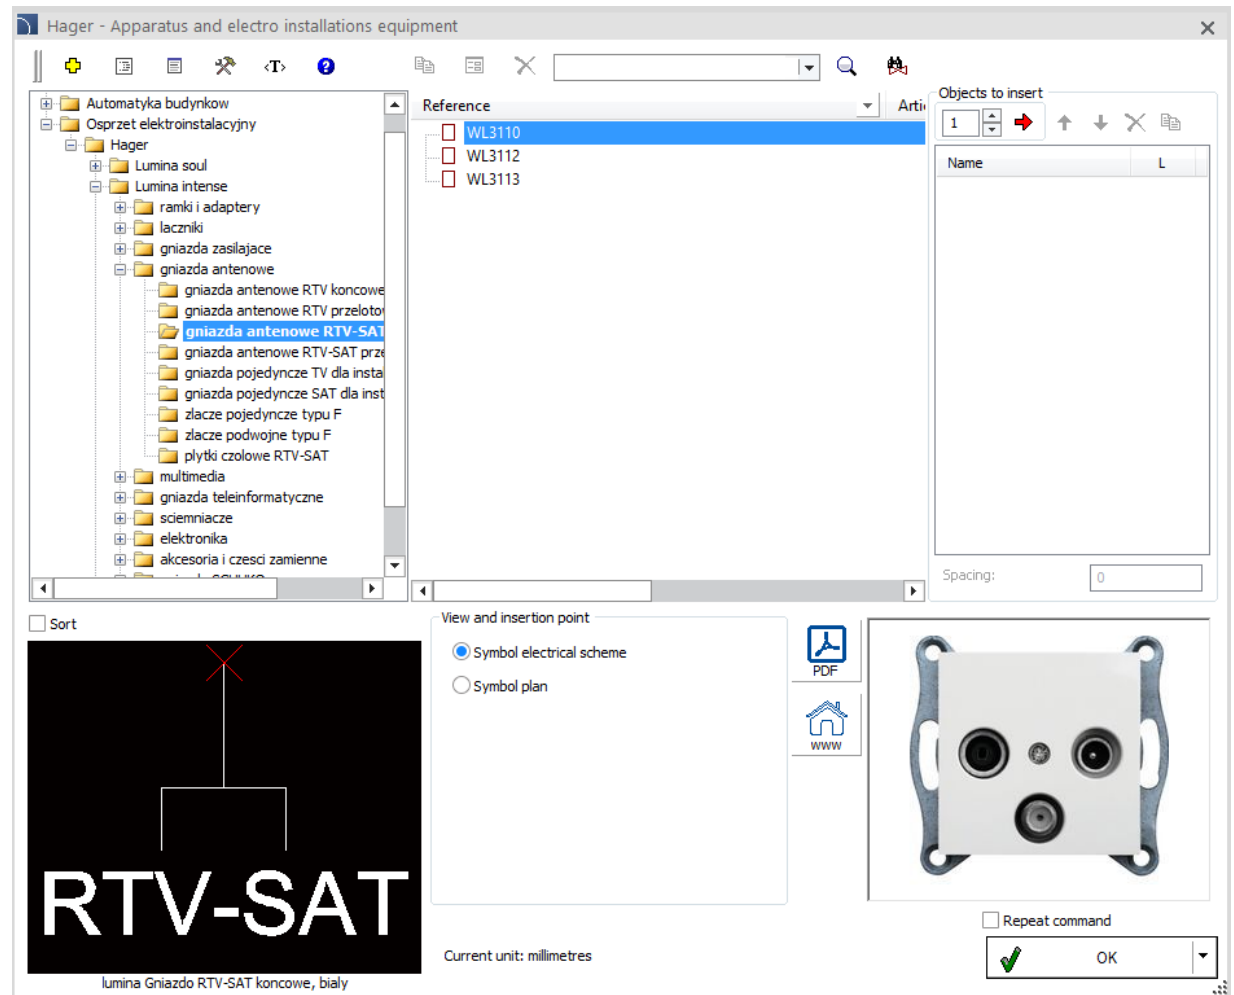 Hager - Apparatus and electro installations equipment
<T>
Automatyka budynkow
Osprzet elektroinstalacyjny
Hager
Lumina soul
Lumina intense
ramki i adaptery
laczniki
gniazda zasilajace
gniazda antenowe
gniazda antenowe RTV koncowe
gniazda antenowe RTV przeloto
gniazda antenowe RTV-SAT
gniazda antenowe RTV-SAT prze
gniazda pojedyncze TV dla insta
gniazda pojedyncze SAT dla inst
zlacze pojedyncze typu F
zlacze podwojne typu F
plytki czolowe RTV-SAT
multimedia
gniazda teleinformatyczne
sciemniacze
elektronika
akcesoria i czesci zamienne
Reference
Arti
WL3110
WL3112
WL3113
Objects to insert
1
Name L
Spacing: 0
Sort
RTV-SAT
lumina Gniazdo RTV-SAT koncowe, bialy
View and insertion point
Symbol electrical scheme
Symbol plan
Current unit: millimetres
PDF
www
Repeat command
OK